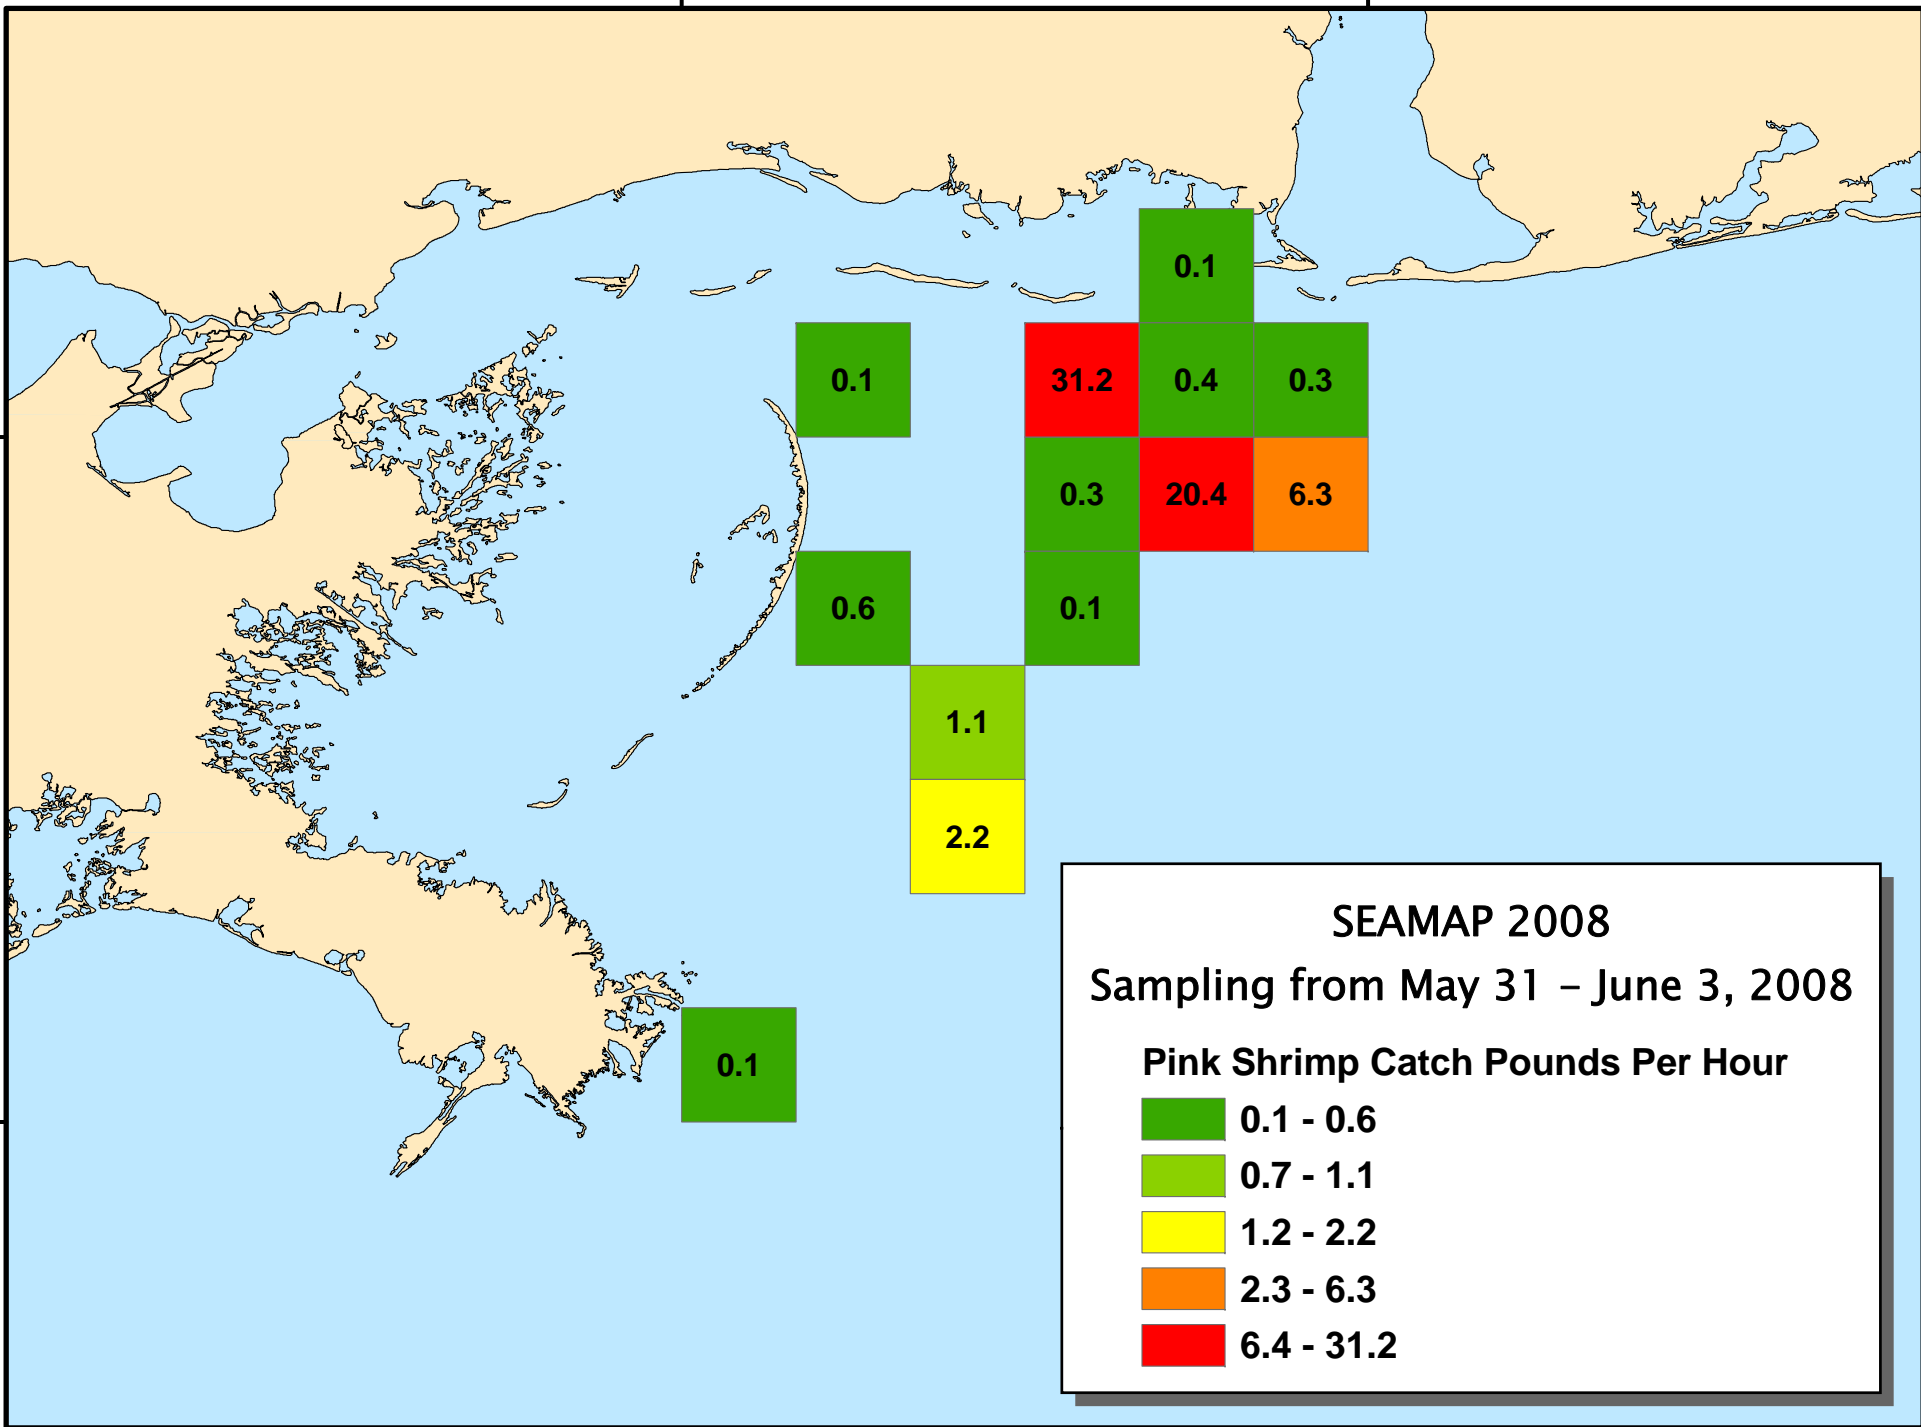 0.1
0.1
31.2
0.4
0.3
0.3
20.4
6.3
0.6
0.1
1.1
2.2
0.1
SEAMAP 2008
Sampling from May 31 – June 3, 2008
Pink Shrimp Catch Pounds Per Hour
0.1 - 0.6
0.7 - 1.1
1.2 - 2.2
2.3 - 6.3
6.4 - 31.2